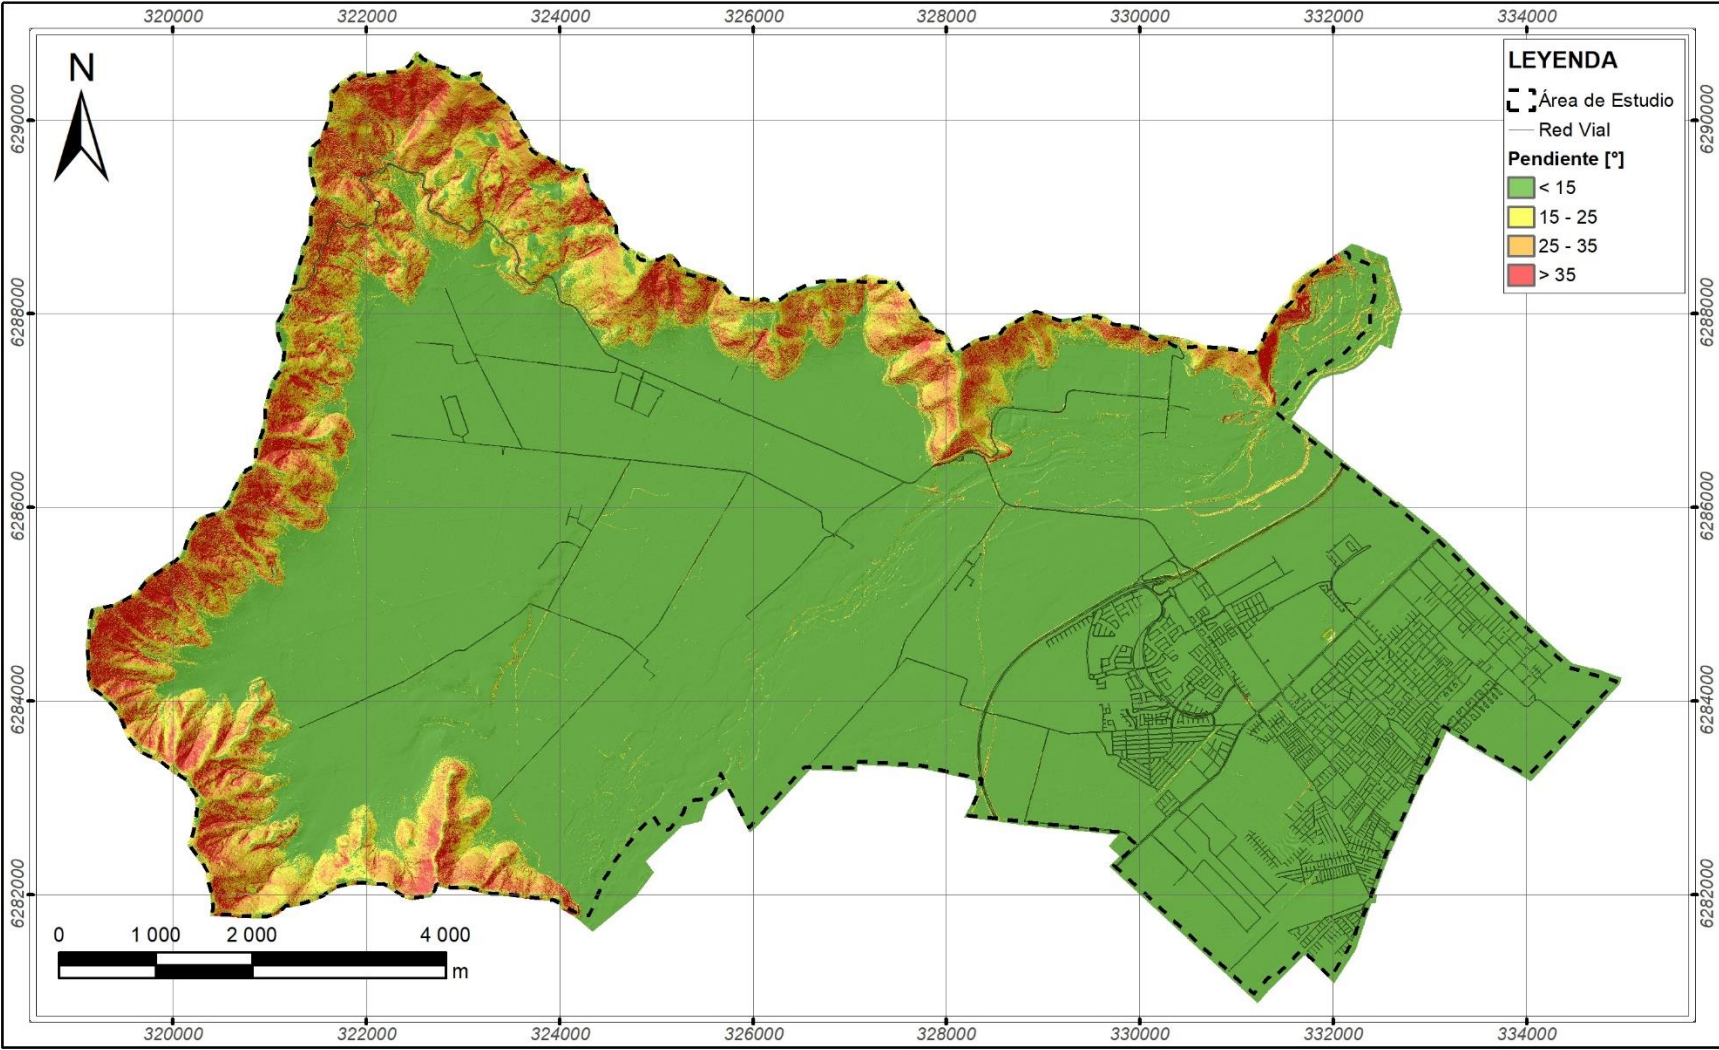 320000 322000 324000 326000 328000 330000 332000 334000
N
LEYENDA
Área de Estudio
Red Vial
Pendiente [°]
< 15
15 - 25
25 - 35
> 35
6290000 6290000
6288000 6288000
6286000 6286000
6284000 6284000
6282000 6282000
0 1 000 2 000 4 000
m
320000 322000 324000 326000 328000 330000 332000 334000